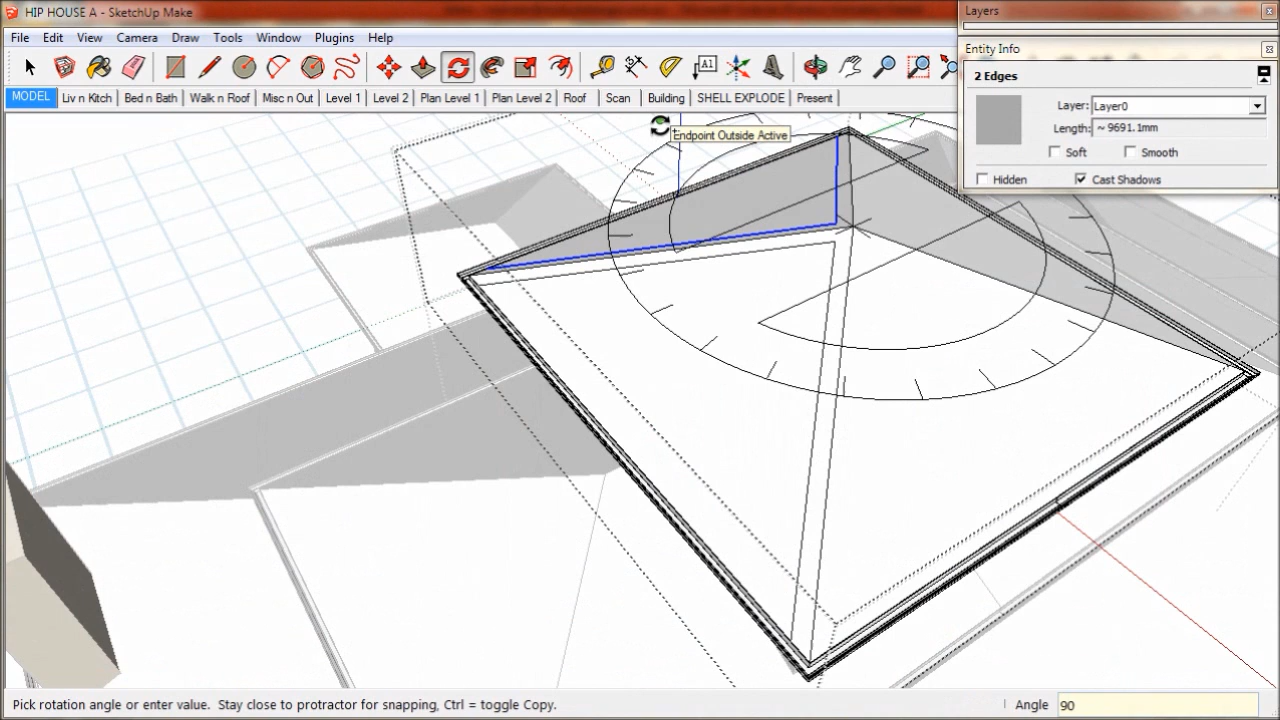 HIP HOUSE A - SketchUp Make
Layers
File Edit View Camera Draw Tools Window Plugins Help
Entity Info
A1
2 Edges
MODEL Liv n Kitch Bed n Bath Walk n Roof Misc n Out Level 1 Level 2 Plan Level 1 Plan Level 2 Roof Scan Building SHELL EXPLODE Present
Layer: Layer0
Length: ~ 9691.1mm
Endpoint Outside Active
Soft Smooth
Hidden Cast Shadows
Pick rotation angle or enter value. Stay close to protractor for snapping, Ctrl = toggle Copy. Angle 90